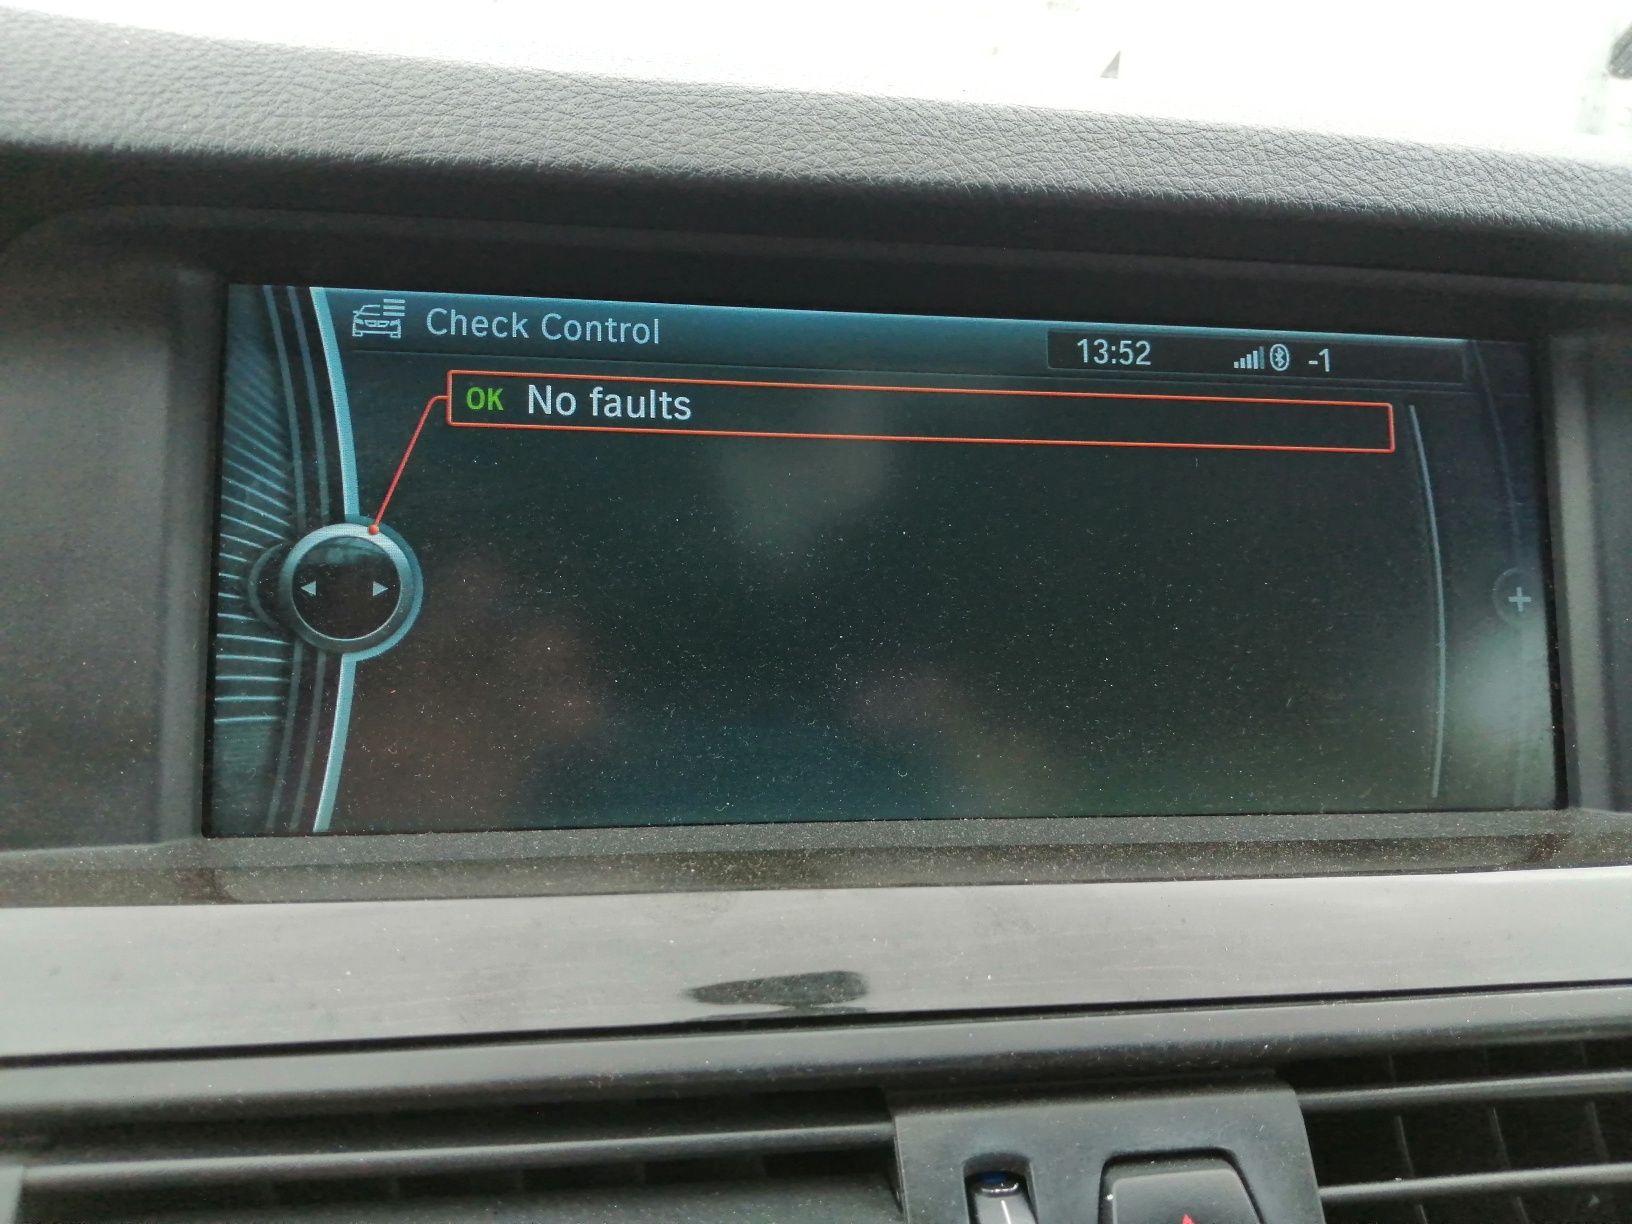 Check Control
13:52 -1
OK No faults